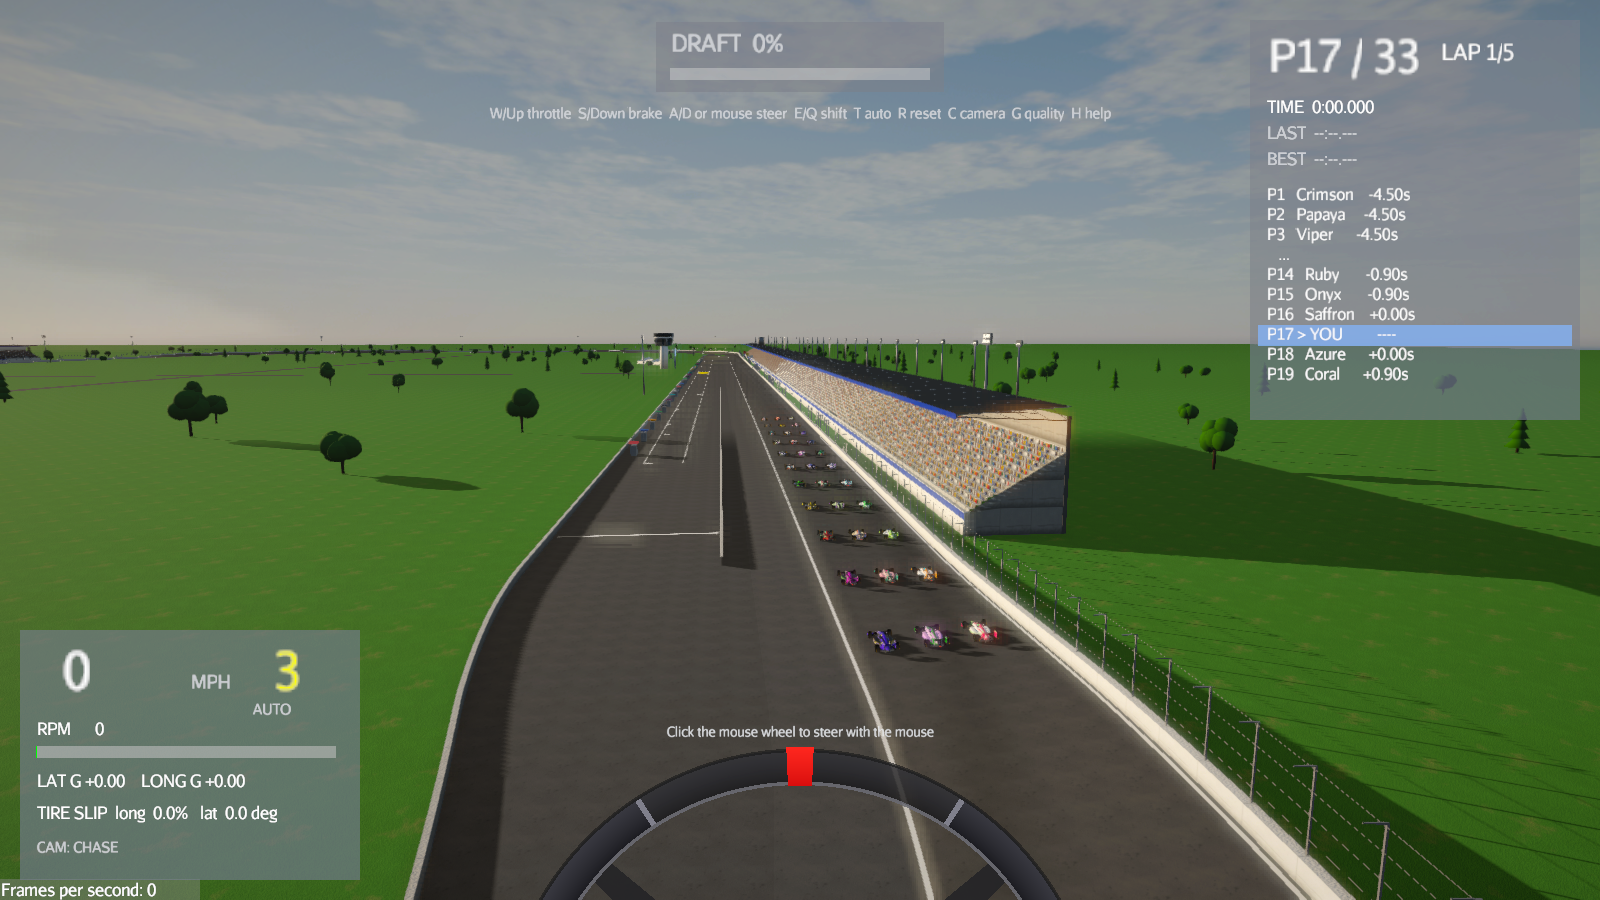 DRAFT 0%
W/Up throttle S/Down brake A/D or mouse steer E/Q shift T auto R reset C camera G quality H help
P17 / 33 LAP 1/5
TIME 0:00.000
LAST --:--.---
BEST --:--.---
P1 Crimson -4.50s
P2 Papaya -4.50s
P3 Viper -4.50s
...
P14 Ruby -0.90s
P15 Onyx -0.90s
P16 Saffron +0.00s
P17 > YOU ----
P18 Azure +0.00s
P19 Coral +0.90s
0 MPH 3
AUTO
RPM 0
LAT G +0.00 LONG G +0.00
TIRE SLIP long 0.0% lat 0.0 deg
CAM: CHASE
Click the mouse wheel to steer with the mouse
Frames per second: 0